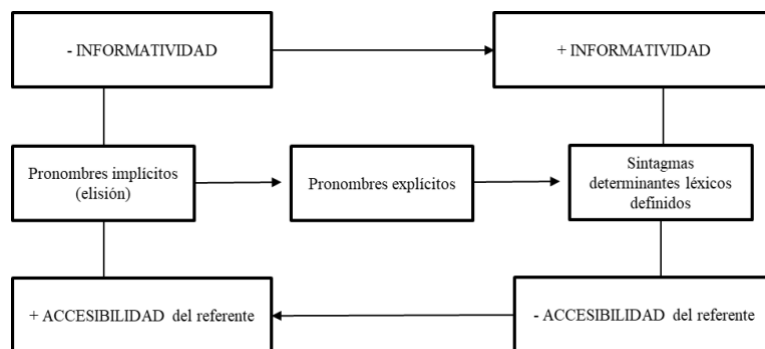 - INFORMATIVIDAD
+ INFORMATIVIDAD
Pronombres implícitos
(elisión)
Pronombres explícitos
Sintagmas
determinantes léxicos
definidos
+ ACCESIBILIDAD del referente
- ACCESIBILIDAD del referente